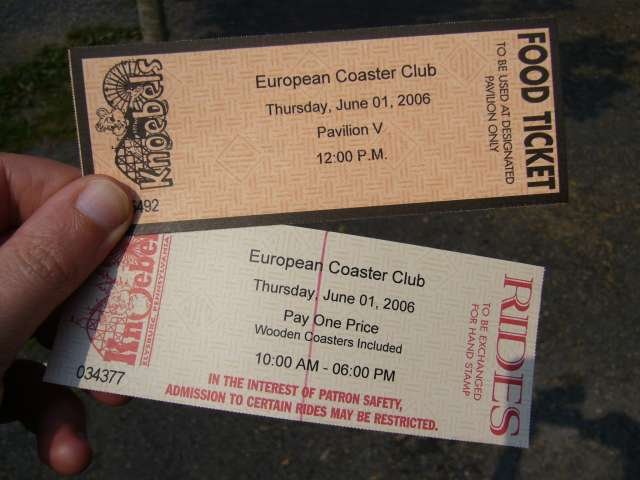 Knoebels
European Coaster Club
Thursday, June 01, 2006
Pavilion V
12:00 P.M.
FOOD TICKET
TO BE USED AT DESIGNATED
PAVILION ONLY
492
Knoebel
ELYSBURG, PENNSYLVANIA
European Coaster Club
Thursday, June 01, 2006
Pay One Price
Wooden Coasters Included
10:00 AM - 06:00 PM
034377
IN THE INTEREST OF PATRON SAFETY,
ADMISSION TO CERTAIN RIDES MAY BE RESTRICTED.
RIDES
TO BE EXCHANGED
FOR HAND STAMP